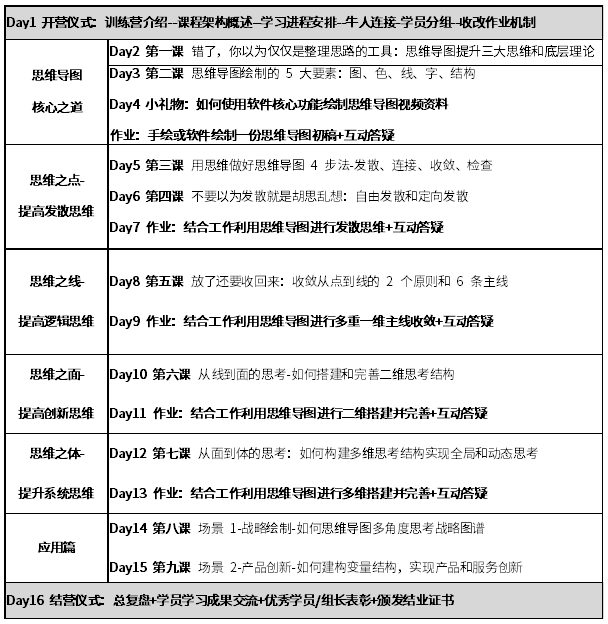 Day1 开营仪式：训练营介绍--课程架构概述--学习进程安排--牛人连接-学员分组--收改作业机制
思维导图
核心之道
Day2 第一课 错了，你以为仅仅是整理思路的工具：思维导图提升三大思维和底层理论
Day3 第二课 思维导图绘制的 5 大要素：图、色、线、字、结构
Day4 小礼物：如何使用软件核心功能绘制思维导图视频资料
作业：手绘或软件绘制一份思维导图初稿+互动答疑
思维之点-
提高发散思维
Day5 第三课 用思维做好思维导图 4 步法-发散、连接、收敛、检查
Day6 第四课 不要以为发散就是胡思乱想：自由发散和定向发散
Day7 作业：结合工作利用思维导图进行发散思维+互动答疑
思维之线-
提高逻辑思维
Day8 第五课 放了还要收回来：收敛从点到线的 2 个原则和 6 条主线
Day9 作业：结合工作利用思维导图进行多重一维主线收敛+互动答疑
思维之面-
提高创新思维
Day10 第六课 从线到面的思考-如何搭建和完善二维思考结构
Day11 作业：结合工作利用思维导图进行二维搭建并完善+互动答疑
思维之体-
提升系统思维
Day12 第七课 从面到体的思考：如何构建多维思考结构实现全局和动态思考
Day13 作业：结合工作利用思维导图进行多维搭建并完善+互动答疑
应用篇
Day14 第八课 场景 1-战略绘制-如何思维导图多角度思考战略图谱
Day15 第九课 场景 2-产品创新-如何建构变量结构，实现产品和服务创新
Day16 结营仪式：总复盘+学员学习成果交流+优秀学员/组长表彰+颁发结业证书